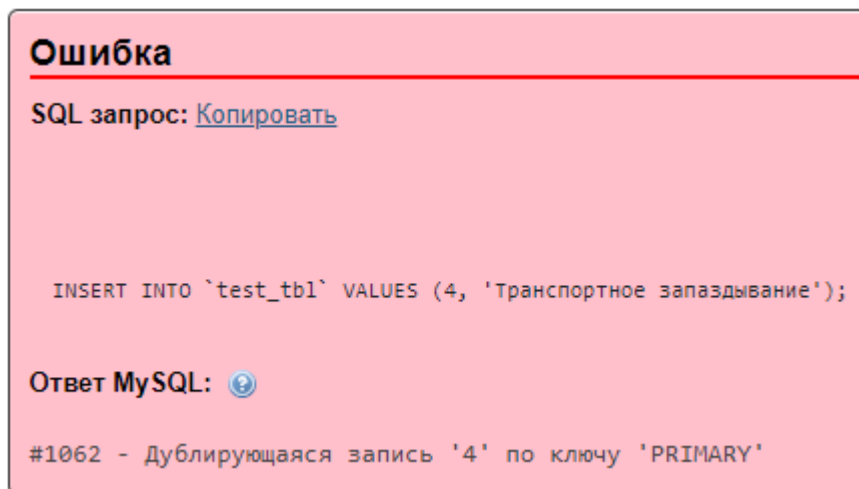 Ошибка
SQL запрос: Копировать
INSERT INTO `test_tbl` VALUES (4, 'Транспортное запаздывание');
Ответ MySQL:
#1062 - Дублирующаяся запись '4' по ключу 'PRIMARY'